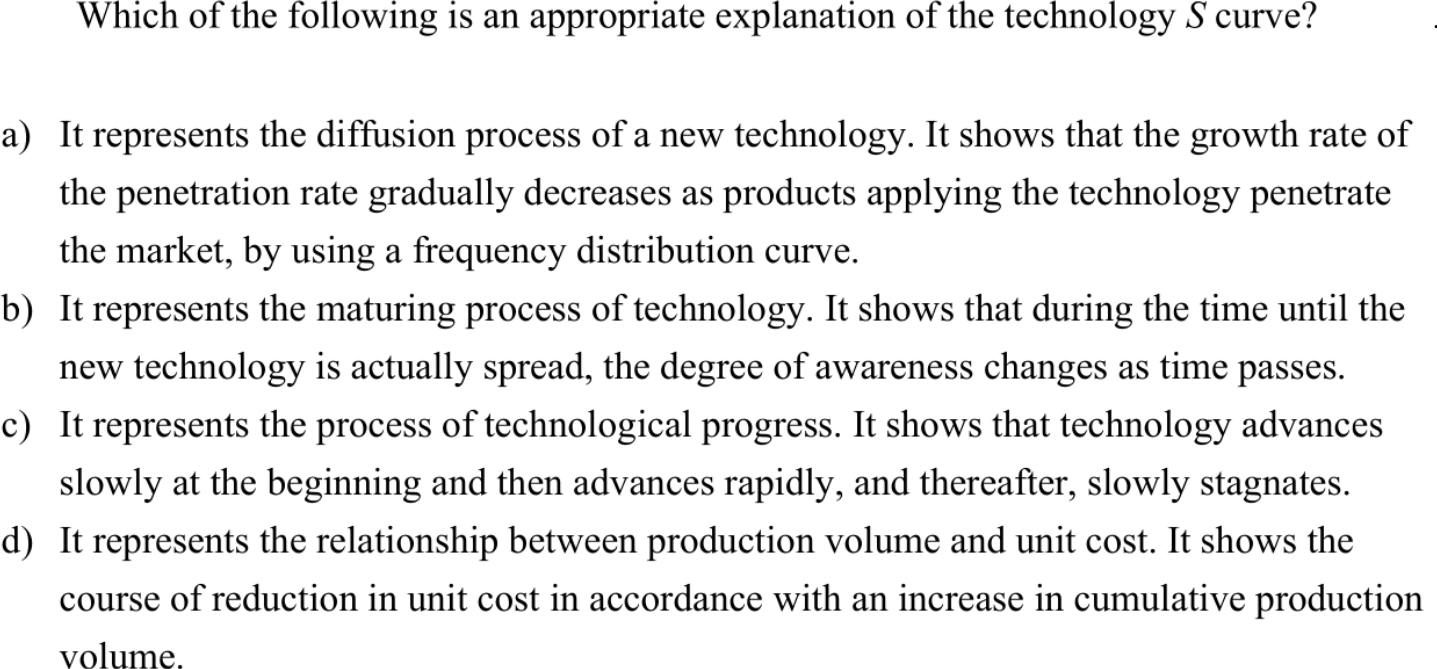 Which of the following is an appropriate explanation of the technology S curve?
a) It represents the diffusion process of a new technology. It shows that the growth rate of
the penetration rate gradually decreases as products applying the technology penetrate
the market, by using a frequency distribution curve.
b) It represents the maturing process of technology. It shows that during the time until the
new technology is actually spread, the degree of awareness changes as time passes.
c) It represents the process of technological progress. It shows that technology advances
slowly at the beginning and then advances rapidly, and thereafter, slowly stagnates.
d) It represents the relationship between production volume and unit cost. It shows the
course of reduction in unit cost in accordance with an increase in cumulative production
volume.